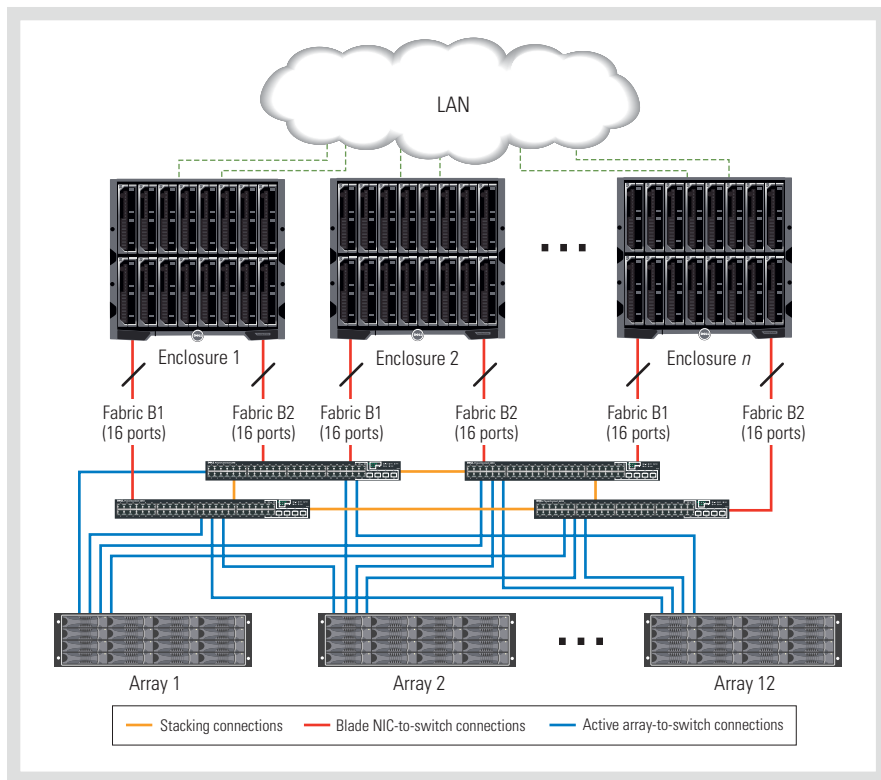 LAN
Enclosure 1
Enclosure 2
Enclosure n
Fabric B1
(16 ports)
Fabric B2
(16 ports)
Fabric B1
(16 ports)
Fabric B2
(16 ports)
Fabric B1
(16 ports)
Fabric B2
(16 ports)
Array 1
Array 2
Array 12
Stacking connections
Blade NIC-to-switch connections
Active array-to-switch connections